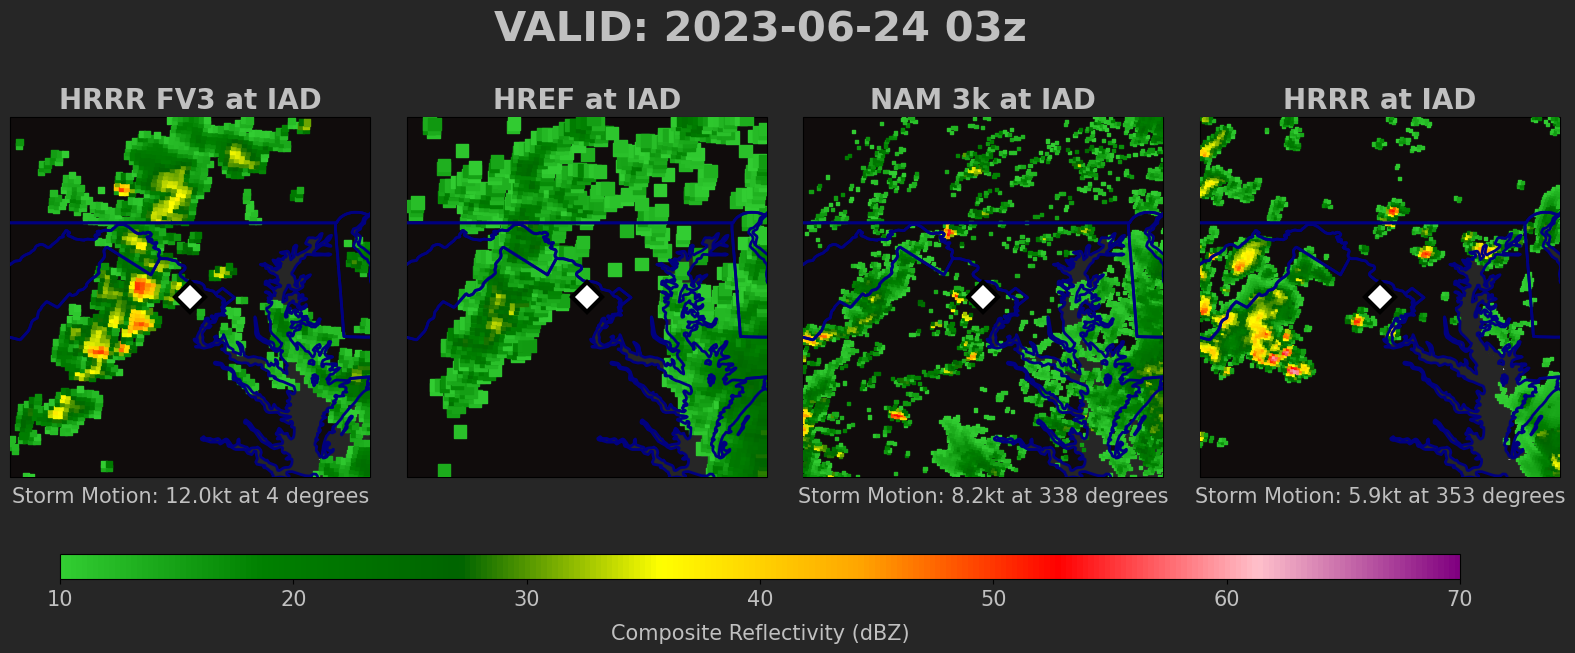 VALID: 2023-06-24 03z
HRRR FV3 at IAD
HREF at IAD
NAM 3k at IAD
HRRR at IAD
Storm Motion: 12.0kt at 4 degrees
Storm Motion: 8.2kt at 338 degrees
Storm Motion: 5.9kt at 353 degrees
10 20 30 40 50 60 70
Composite Reflectivity (dBZ)